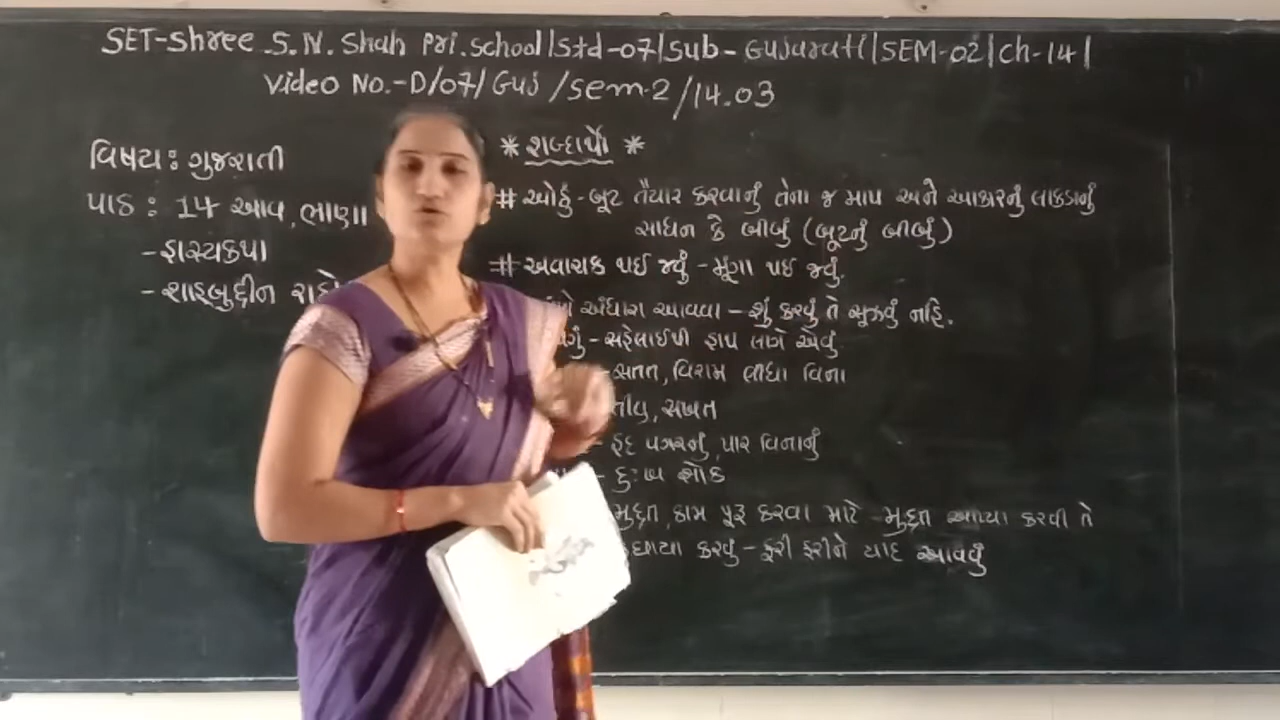 SET-Shree S.N. Shah Pri. School | Std-07 | Sub-Gujarati | SEM-02 | Ch-14 |
Video No.-D/07/Guj/Sem-2/14.03
વિષય : ગુજરાતી
પાઠ : 14 આવ, ભાણા
- હાસ્યકથા
- શાહબુદ્દીન
* શબ્દાર્થો *
# ઓઠું - બૂટ તૈયાર કરવાનું તેના જ માપ અને આકારનું લાકડાનું
સાધન કે બીબું (બૂટનું બીબું)
# અવાચક થઈ જવું - મૂંગા થઈ જવું.
અંધારા આવવા - શું કરવું તે સૂઝવું નહિ.
- સહેલાઈથી હાથ લાગે એવું.
- સતત, વિરામ લીધા વિના
તીવ્ર, સખત
- હદ વગરનું, પાર વિનાનું
- દુઃખ શોક
મુદ્દત, કામ પૂરૂ કરવા માટે મુદ્દત આપ્યા કરવી તે
કરવું - ફરી ફરીને યાદ આવવું